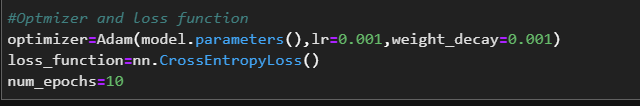 #Optmizer and loss function
optimizer=Adam(model.parameters(),lr=0.001,weight_decay=0.001)
loss_function=nn.CrossEntropyLoss()
num_epochs=10